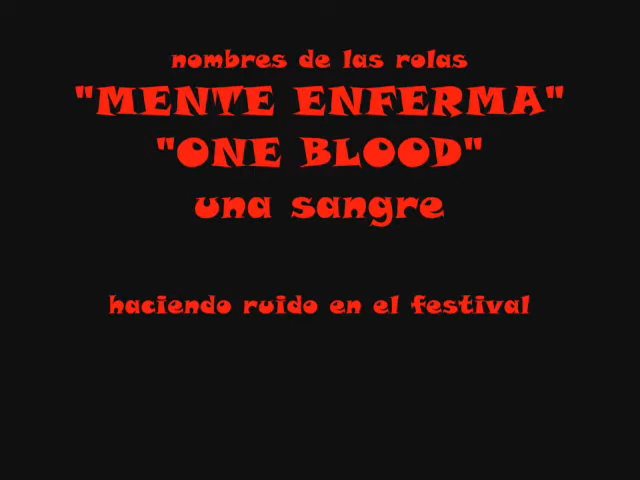 nombres de las rolas
"MENTE ENFERMA"
"ONE BLOOD"
una sangre
haciendo ruido en el festival